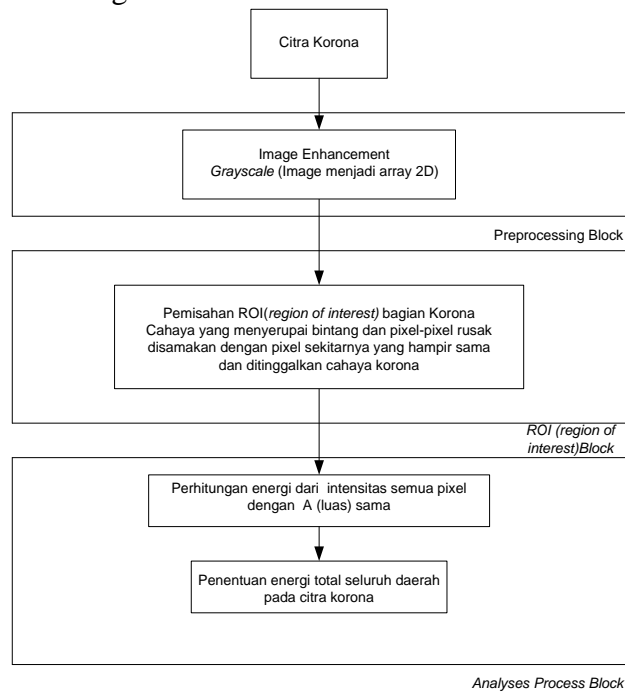 Citra Korona
Image Enhancement
Grayscale (Image menjadi array 2D)
Preprocessing Block
Pemisahan ROI(region of interest) bagian Korona
Cahaya yang menyerupai bintang dan pixel-pixel rusak
disamakan dengan pixel sekitarnya yang hampir sama
dan ditinggalkan cahaya korona
ROI (region of
interest)Block
Perhitungan energi dari intensitas semua pixel
dengan A (luas) sama
Penentuan energi total seluruh daerah
pada citra korona
Analyses Process Block